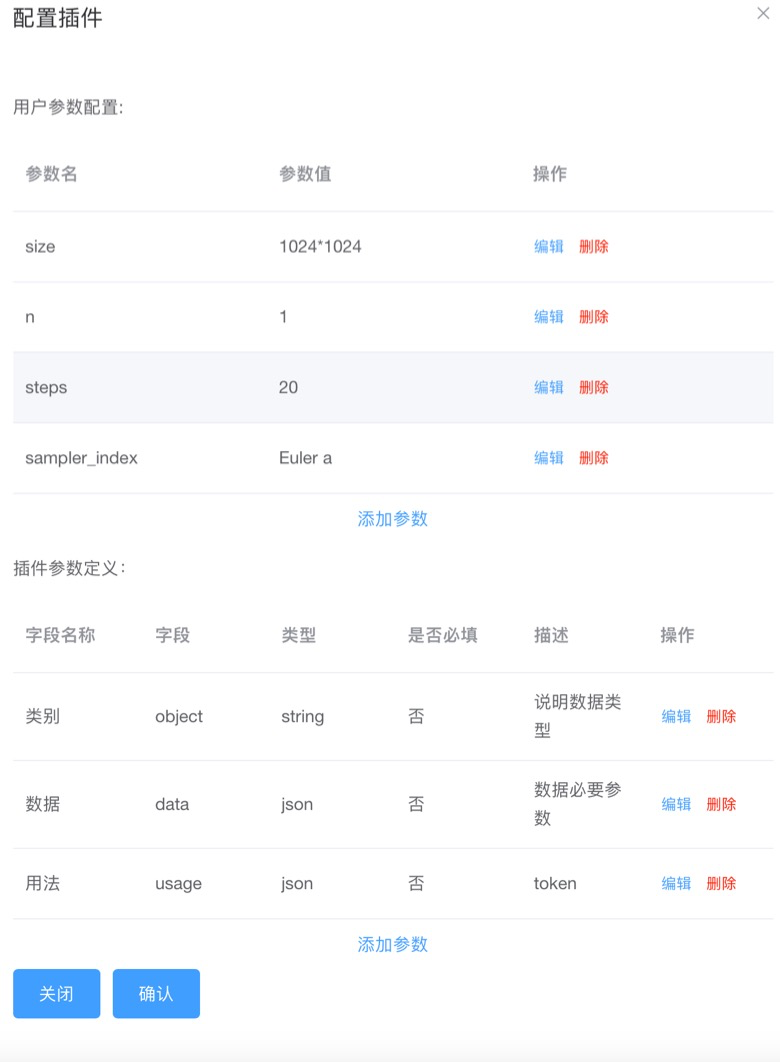 配置插件
用户参数配置:
参数名 参数值 操作
size 1024*1024 编辑 删除
n 1 编辑 删除
steps 20 编辑 删除
sampler_index Euler a 编辑 删除
添加参数
插件参数定义:
字段名称 字段 类型 是否必填 描述 操作
类别 object string 否 说明数据类型 编辑 删除
数据 data json 否 数据必要参数 编辑 删除
用法 usage json 否 token 编辑 删除
添加参数
关闭 确认